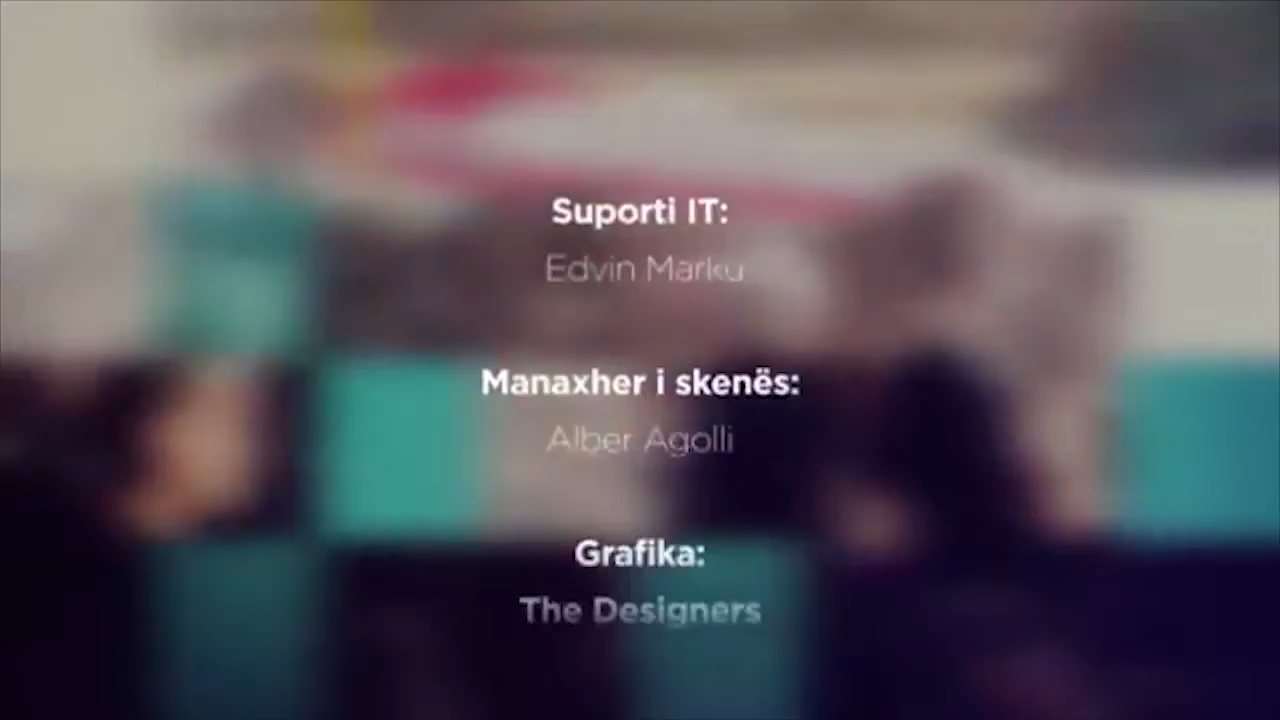 Suporti IT:
Edvin Marku
Manaxher i skenës:
Alber Agolli
Grafika:
The Designers